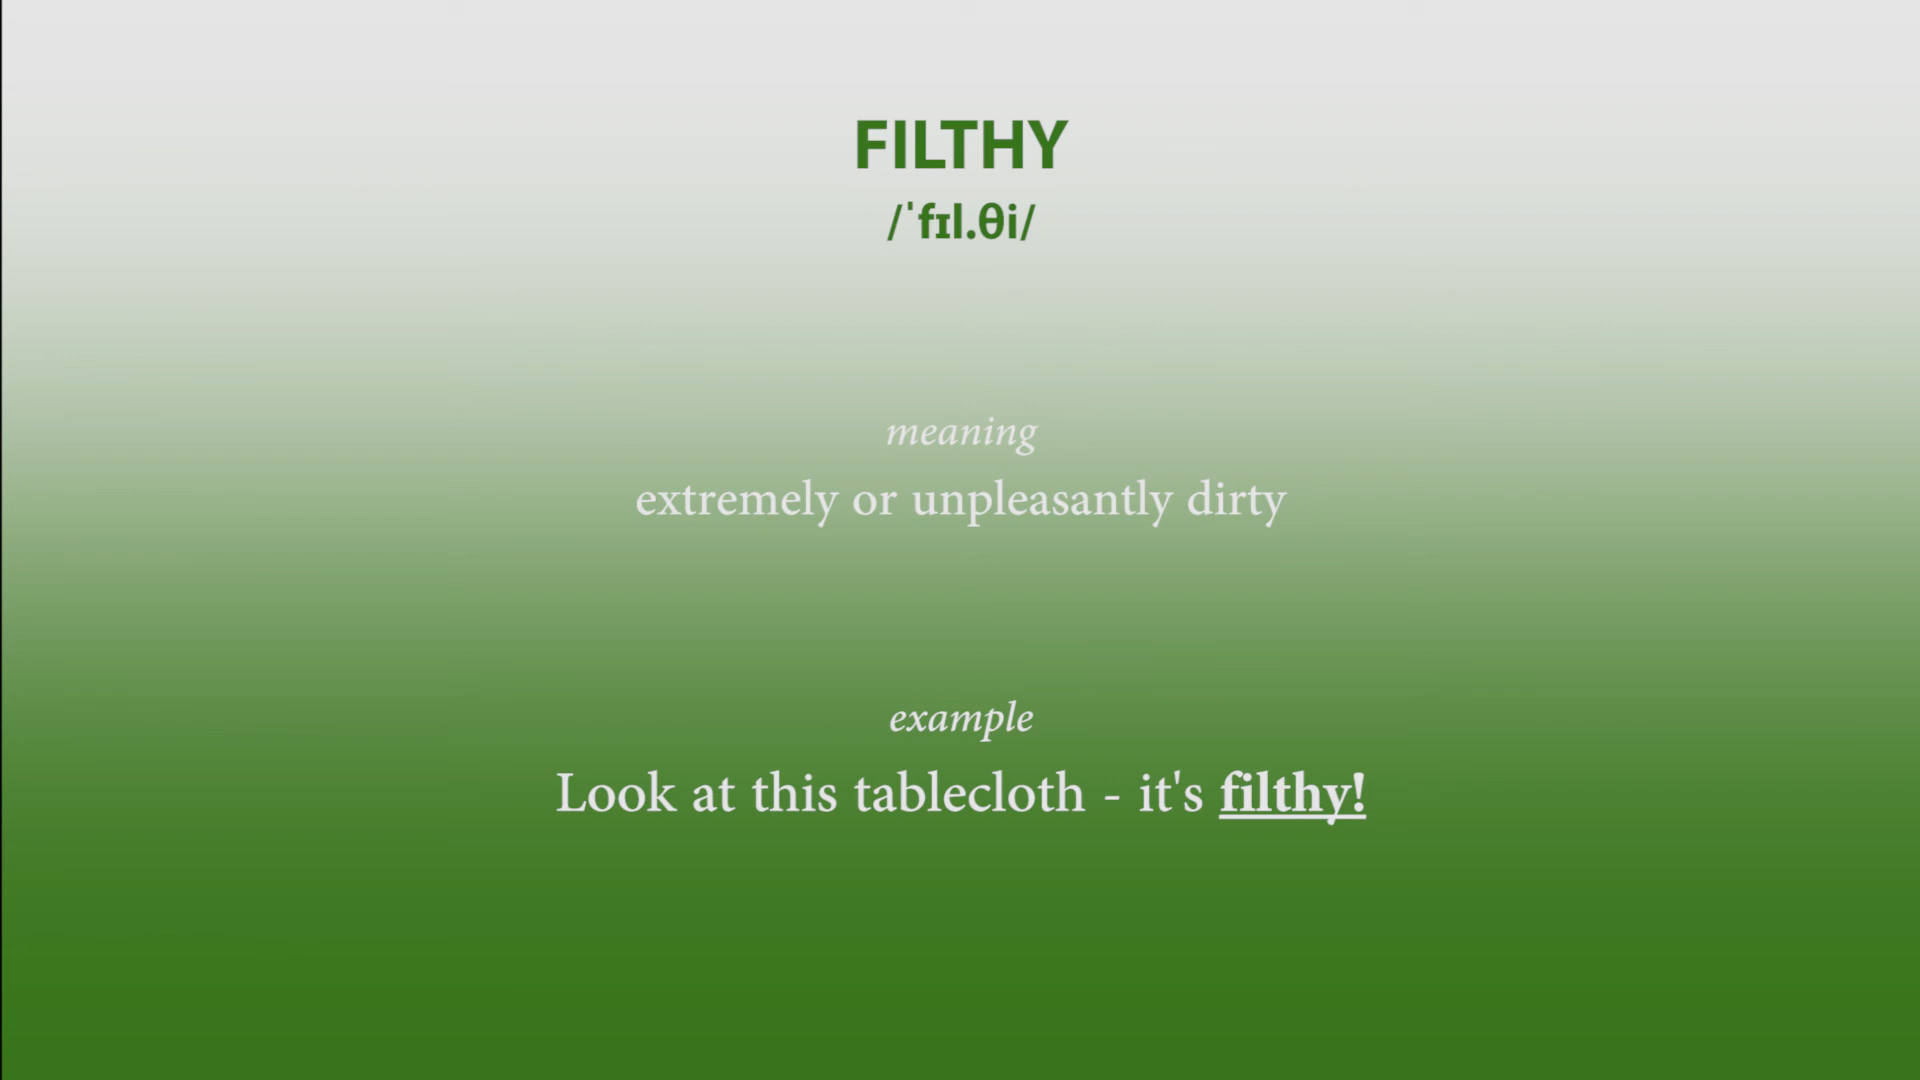 FILTHY
/ˈfɪl.θi/
meaning
extremely or unpleasantly dirty
example
Look at this tablecloth - it's filthy!